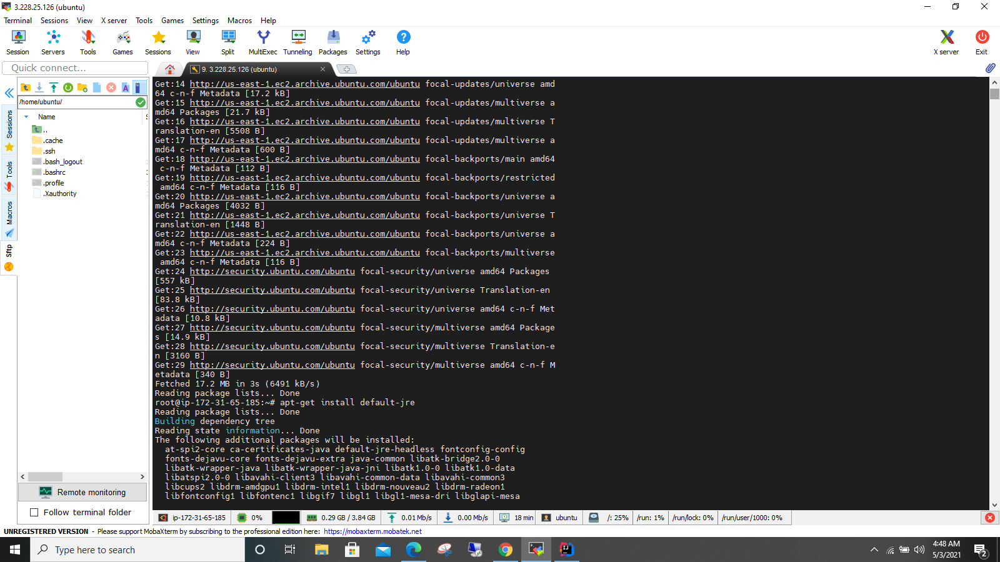 3.228.25.126 (ubuntu)
Terminal Sessions View X server Tools Games Settings Macros Help
Session Servers Tools Games Sessions View Split MultiExec Tunneling Packages Settings Help X server Exit
Quick connect...
9. 3.228.25.126 (ubuntu)
/home/ubuntu/
Name
..
.cache
.ssh
.bash_logout
.bashrc
.profile
.Xauthority
Sessions
Tools
Macros
Sftp
Remote monitoring
Follow terminal folder
Get:14 http://us-east-1.ec2.archive.ubuntu.com/ubuntu focal-updates/universe amd
64 c-n-f Metadata [17.2 kB]
Get:15 http://us-east-1.ec2.archive.ubuntu.com/ubuntu focal-updates/multiverse a
md64 Packages [21.7 kB]
Get:16 http://us-east-1.ec2.archive.ubuntu.com/ubuntu focal-updates/multiverse T
ranslation-en [5508 B]
Get:17 http://us-east-1.ec2.archive.ubuntu.com/ubuntu focal-updates/multiverse a
md64 c-n-f Metadata [600 B]
Get:18 http://us-east-1.ec2.archive.ubuntu.com/ubuntu focal-backports/main amd64
 c-n-f Metadata [112 B]
Get:19 http://us-east-1.ec2.archive.ubuntu.com/ubuntu focal-backports/restricted
 amd64 c-n-f Metadata [116 B]
Get:20 http://us-east-1.ec2.archive.ubuntu.com/ubuntu focal-backports/universe a
md64 Packages [4032 B]
Get:21 http://us-east-1.ec2.archive.ubuntu.com/ubuntu focal-backports/universe T
ranslation-en [1448 B]
Get:22 http://us-east-1.ec2.archive.ubuntu.com/ubuntu focal-backports/universe a
md64 c-n-f Metadata [224 B]
Get:23 http://us-east-1.ec2.archive.ubuntu.com/ubuntu focal-backports/multiverse
 amd64 c-n-f Metadata [116 B]
Get:24 http://security.ubuntu.com/ubuntu focal-security/universe amd64 Packages
[557 kB]
Get:25 http://security.ubuntu.com/ubuntu focal-security/universe Translation-en
[83.8 kB]
Get:26 http://security.ubuntu.com/ubuntu focal-security/universe amd64 c-n-f Met
adata [10.8 kB]
Get:27 http://security.ubuntu.com/ubuntu focal-security/multiverse amd64 Package
s [14.9 kB]
Get:28 http://security.ubuntu.com/ubuntu focal-security/multiverse Translation-e
n [3160 B]
Get:29 http://security.ubuntu.com/ubuntu focal-security/multiverse amd64 c-n-f M
etadata [340 B]
Fetched 17.2 MB in 3s (6491 kB/s)
Reading package lists... Done
root@ip-172-31-65-185:~# apt-get install default-jre
Reading package lists... Done
Building dependency tree
Reading state information... Done
The following additional packages will be installed:
  at-spi2-core ca-certificates-java default-jre-headless fontconfig-config
  fonts-dejavu-core fonts-dejavu-extra java-common libatk-bridge2.0-0
  libatk-wrapper-java libatk-wrapper-java-jni libatk1.0-0 libatk1.0-data
  libatspi2.0-0 libavahi-client3 libavahi-common-data libavahi-common3
  libcups2 libdrm-amdgpu1 libdrm-intel1 libdrm-nouveau2 libdrm-radeon1
  libfontconfig1 libfontenc1 libgif7 libgl1 libgl1-mesa-dri libglapi-mesa
ip-172-31-65-185 0% 0.29 GB / 3.84 GB 0.01 Mb/s 0.00 Mb/s 18 min ubuntu /: 25% /run: 1% /run/lock: 0% /run/user/1000: 0%
UNREGISTERED VERSION - Please support MobaXterm by subscribing to the professional edition here: https://mobaxterm.mobatek.net
Type here to search
4:48 AM
5/3/2021
2